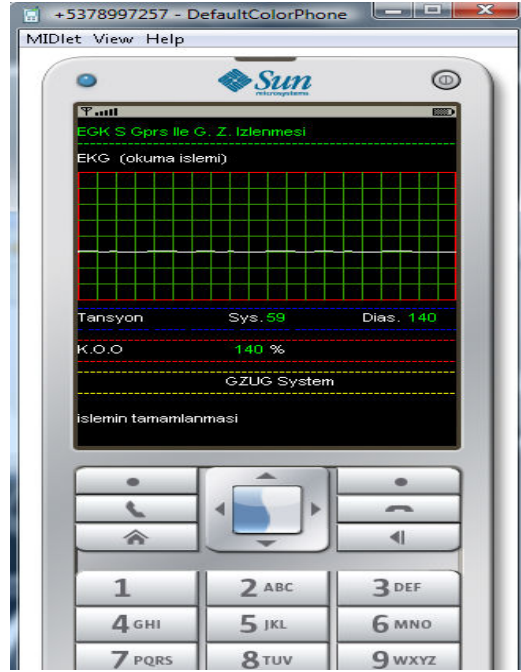 +5378997257 - DefaultColorPhone
MIDlet View Help
Sun
microsystems
EGK S Gprs Ile G. Z. Izlenmesi
EKG (okuma islemi)
Tansyon Sys. 59 Dias. 140
K.O.O 140 %
GZUG System
islemin tamamlanmasi
1 2 ABC 3 DEF
4 GHI 5 JKL 6 MNO
7 PQRS 8 TUV 9 WXYZ